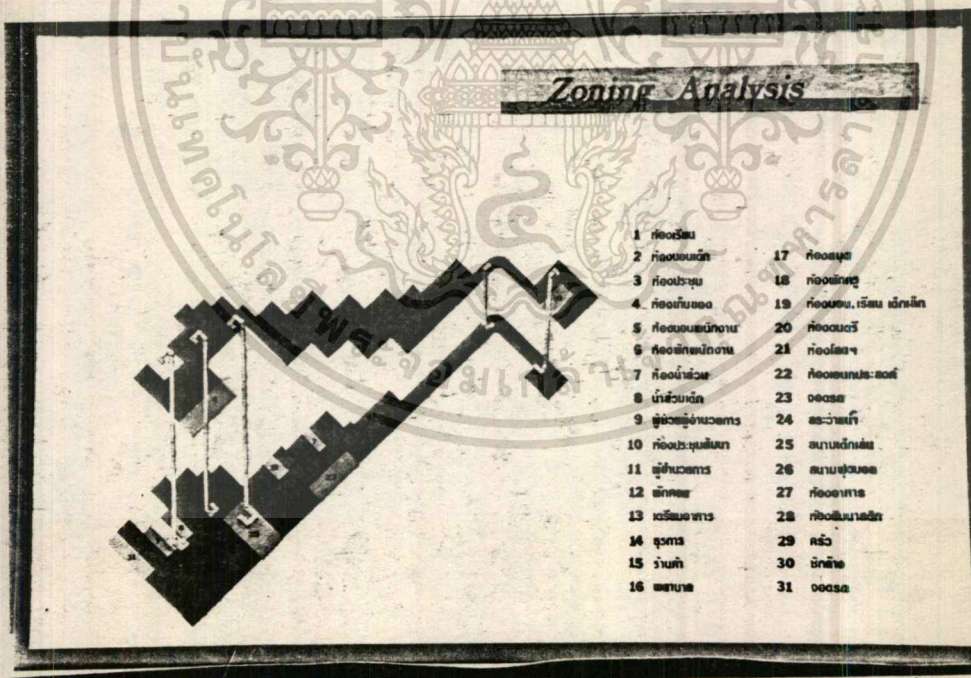 Zoning Analysis
1 ห้องเรียน
2 ห้องนอนเด็ก
3 ห้องประชุม
4 ห้องเก็บของ
5 ห้องนอนพนักงาน
6 ห้องพักพนักงาน
7 ห้องน้ำส้วม
8 น้ำส้วมเด็ก
9 ผู้ช่วยผู้อำนวยการ
10 ห้องประชุมสัมนา
11 ผู้อำนวยการ
12 พักคอย
13 เตรียมอาหาร
14 ธุรการ
15 ร้านค้า
16 พยาบาล
17 ห้องสมุด
18 ห้องพักครู
19 ห้องนอน, เรียน เด็กเล็ก
20 ห้องดนตรี
21 ห้องโสตฯ
22 ห้องเอนกประสงค์
23 จอดรถ
24 สระว่ายน้ำ
25 สนามเด็กเล่น
26 สนามฟุตบอล
27 ห้องอาหาร
28 ห้องยิมนาสติก
29 ครัว
30 ซักล้าง
31 จอดรถ